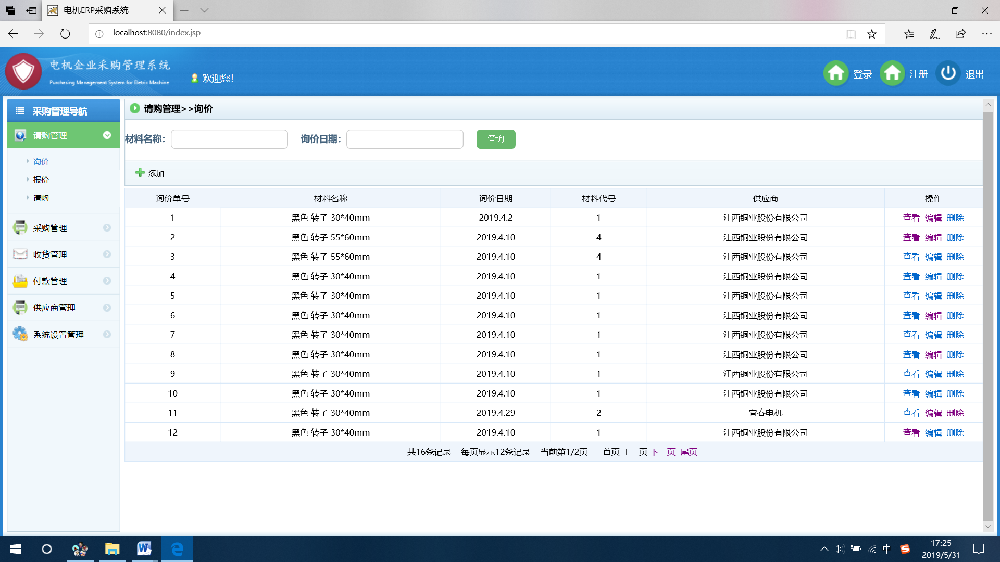 电机ERP采购系统
localhost:8080/index.jsp
电机企业采购管理系统
Purchasing Management System for Eletric Machine
欢迎您!
登录 注册 退出
采购管理导航
请购管理
询价
报价
请购
采购管理
收货管理
付款管理
供应商管理
系统设置管理
请购管理>>询价
材料名称: 询价日期: 查询
添加
询价单号 材料名称 询价日期 材料代号 供应商 操作
1 黑色 转子 30*40mm 2019.4.2 1 江西铜业股份有限公司 查看 编辑 删除
2 黑色 转子 55*60mm 2019.4.10 4 江西铜业股份有限公司 查看 编辑 删除
3 黑色 转子 55*60mm 2019.4.10 4 江西铜业股份有限公司 查看 编辑 删除
4 黑色 转子 30*40mm 2019.4.10 1 江西铜业股份有限公司 查看 编辑 删除
5 黑色 转子 30*40mm 2019.4.10 1 江西铜业股份有限公司 查看 编辑 删除
6 黑色 转子 30*40mm 2019.4.10 1 江西铜业股份有限公司 查看 编辑 删除
7 黑色 转子 30*40mm 2019.4.10 1 江西铜业股份有限公司 查看 编辑 删除
8 黑色 转子 30*40mm 2019.4.10 1 江西铜业股份有限公司 查看 编辑 删除
9 黑色 转子 30*40mm 2019.4.10 1 江西铜业股份有限公司 查看 编辑 删除
10 黑色 转子 30*40mm 2019.4.10 1 江西铜业股份有限公司 查看 编辑 删除
11 黑色 转子 30*40mm 2019.4.29 2 宜春电机 查看 编辑 删除
12 黑色 转子 30*40mm 2019.4.10 1 江西铜业股份有限公司 查看 编辑 删除
共16条记录 每页显示12条记录 当前第1/2页 首页 上一页 下一页 尾页
中
17:25
2019/5/31